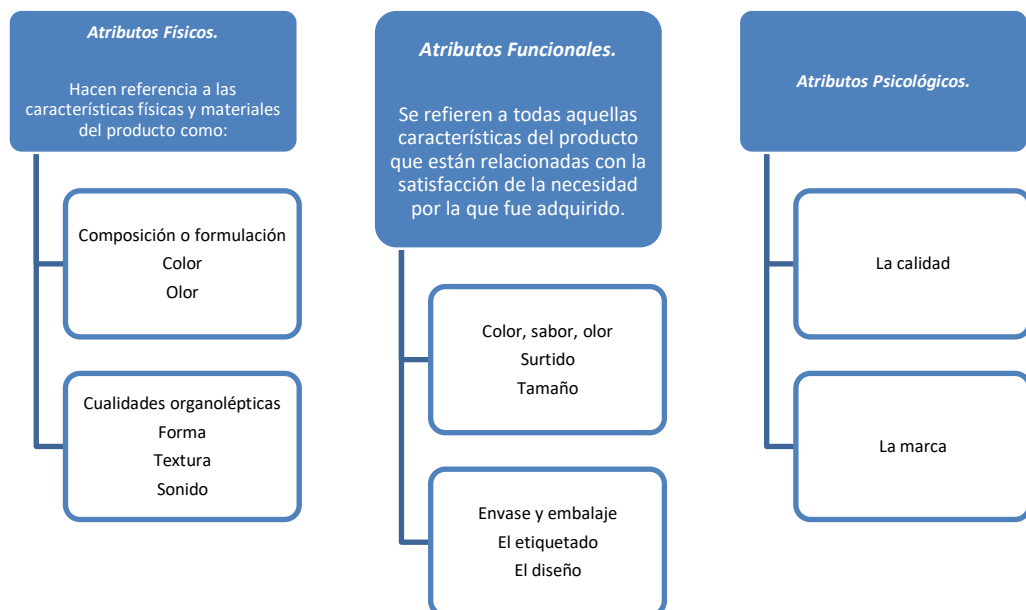 Atributos Físicos.
Hacen referencia a las
características físicas y materiales
del producto como:
Composición o formulación
Color
Olor
Cualidades organolépticas
Forma
Textura
Sonido
Atributos Funcionales.
Se refieren a todas aquellas
características del producto
que están relacionadas con la
satisfacción de la necesidad
por la que fue adquirido.
Color, sabor, olor
Surtido
Tamaño
Envase y embalaje
El etiquetado
El diseño
Atributos Psicológicos.
La calidad
La marca